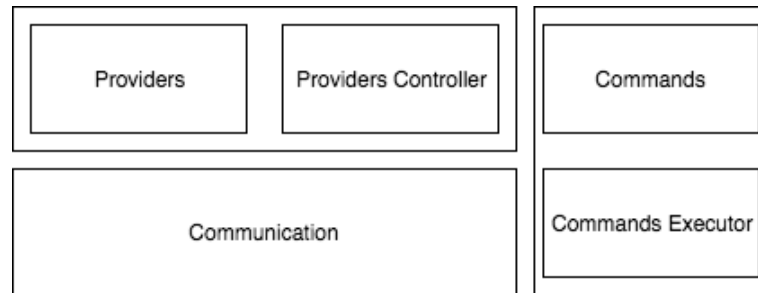 Providers
Providers Controller
Commands
Communication
Commands Executor